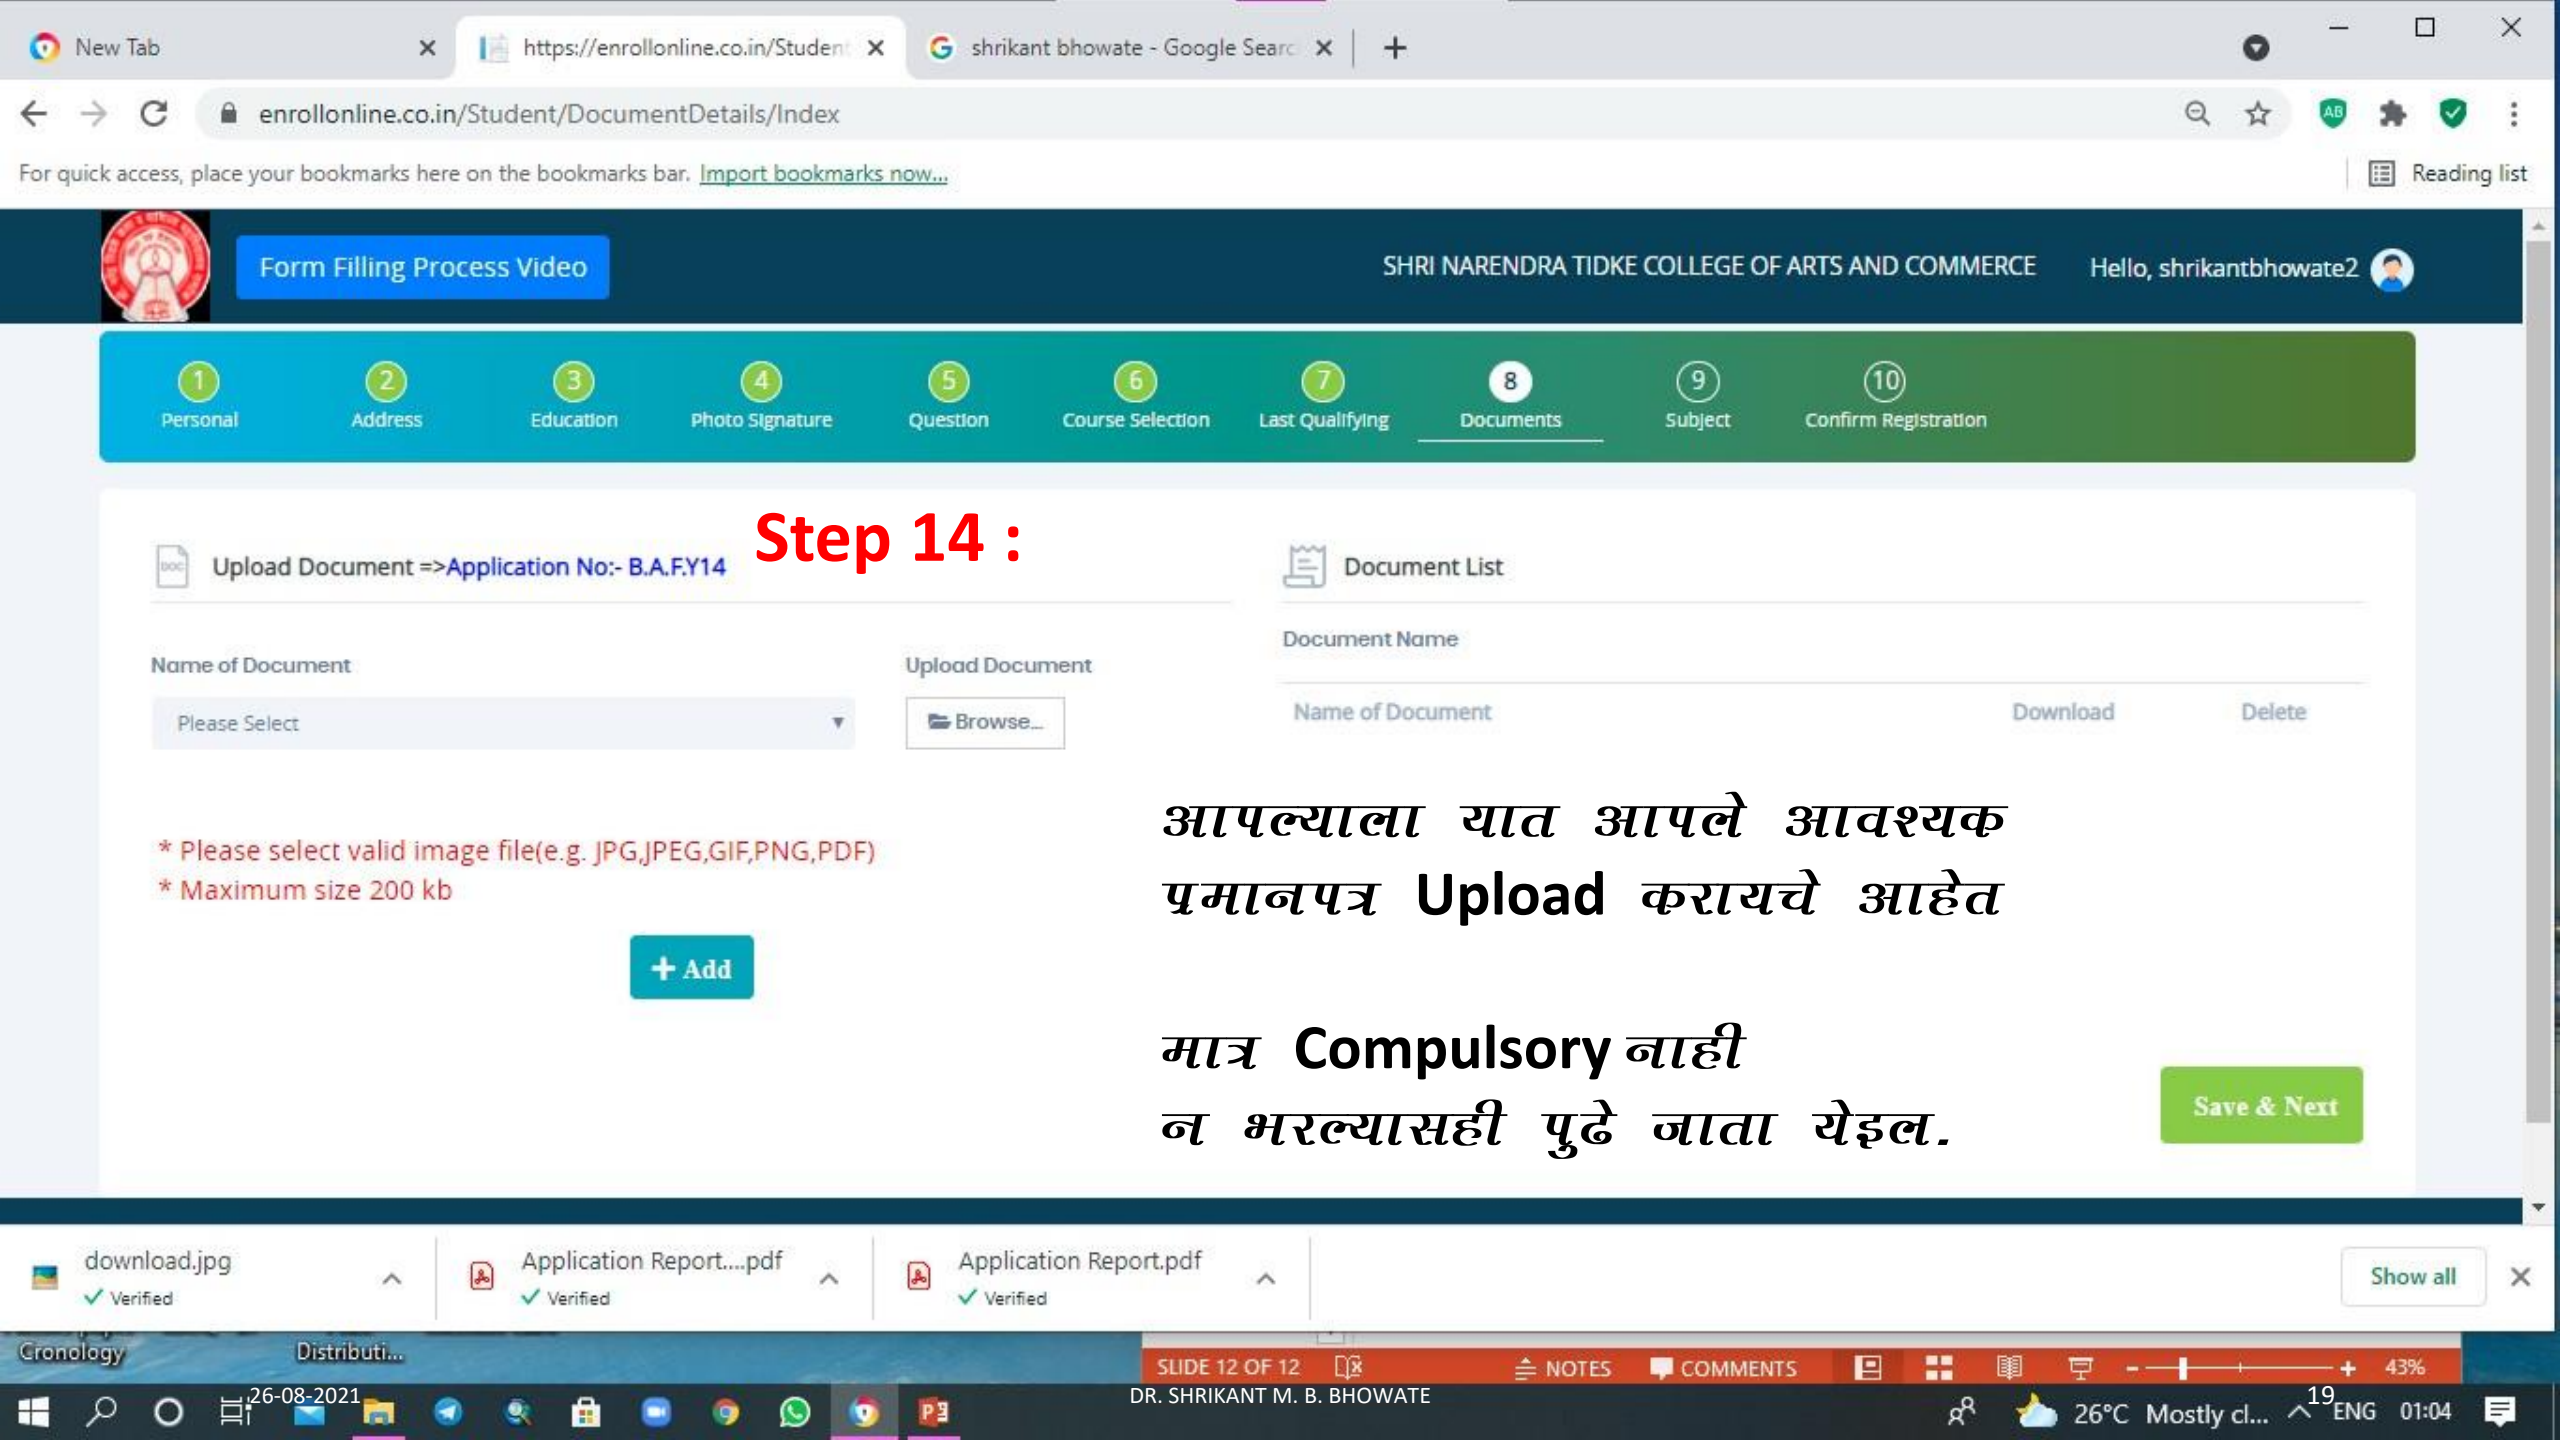 New Tab
https://enrollonline.co.in/Student
shrikant bhowate - Google Searc
enrollonline.co.in/Student/DocumentDetails/Index
For quick access, place your bookmarks here on the bookmarks bar. Import bookmarks now...
Reading list
Form Filling Process Video
SHRI NARENDRA TIDKE COLLEGE OF ARTS AND COMMERCE
Hello, shrikantbhowate2
1 2 3 4 5 6 7 8 9 10
Personal Address Education Photo Signature Question Course Selection Last Qualifying Documents Subject Confirm Registration
Step 14 :
Upload Document =>Application No:- B.A.F.Y14
Document List
Document Name
Name of Document
Upload Document
Please Select
Browse...
Name of Document Download Delete
आपल्याला यात आपले आवश्यक
प्रमानपत्र Upload करायचे आहेत
* Please select valid image file(e.g. JPG,JPEG,GIF,PNG,PDF)
* Maximum size 200 kb
+ Add
मात्र Compulsory नाही
न भरल्यासही पुढे जाता येइल.
Save & Next
download.jpg
Verified
Application Report....pdf
Verified
Application Report.pdf
Verified
Show all
Cronology
Distributi...
SLIDE 12 OF 12
NOTES
COMMENTS
43%
26-08-2021
DR. SHRIKANT M. B. BHOWATE
19
26°C Mostly cl...
ENG
01:04